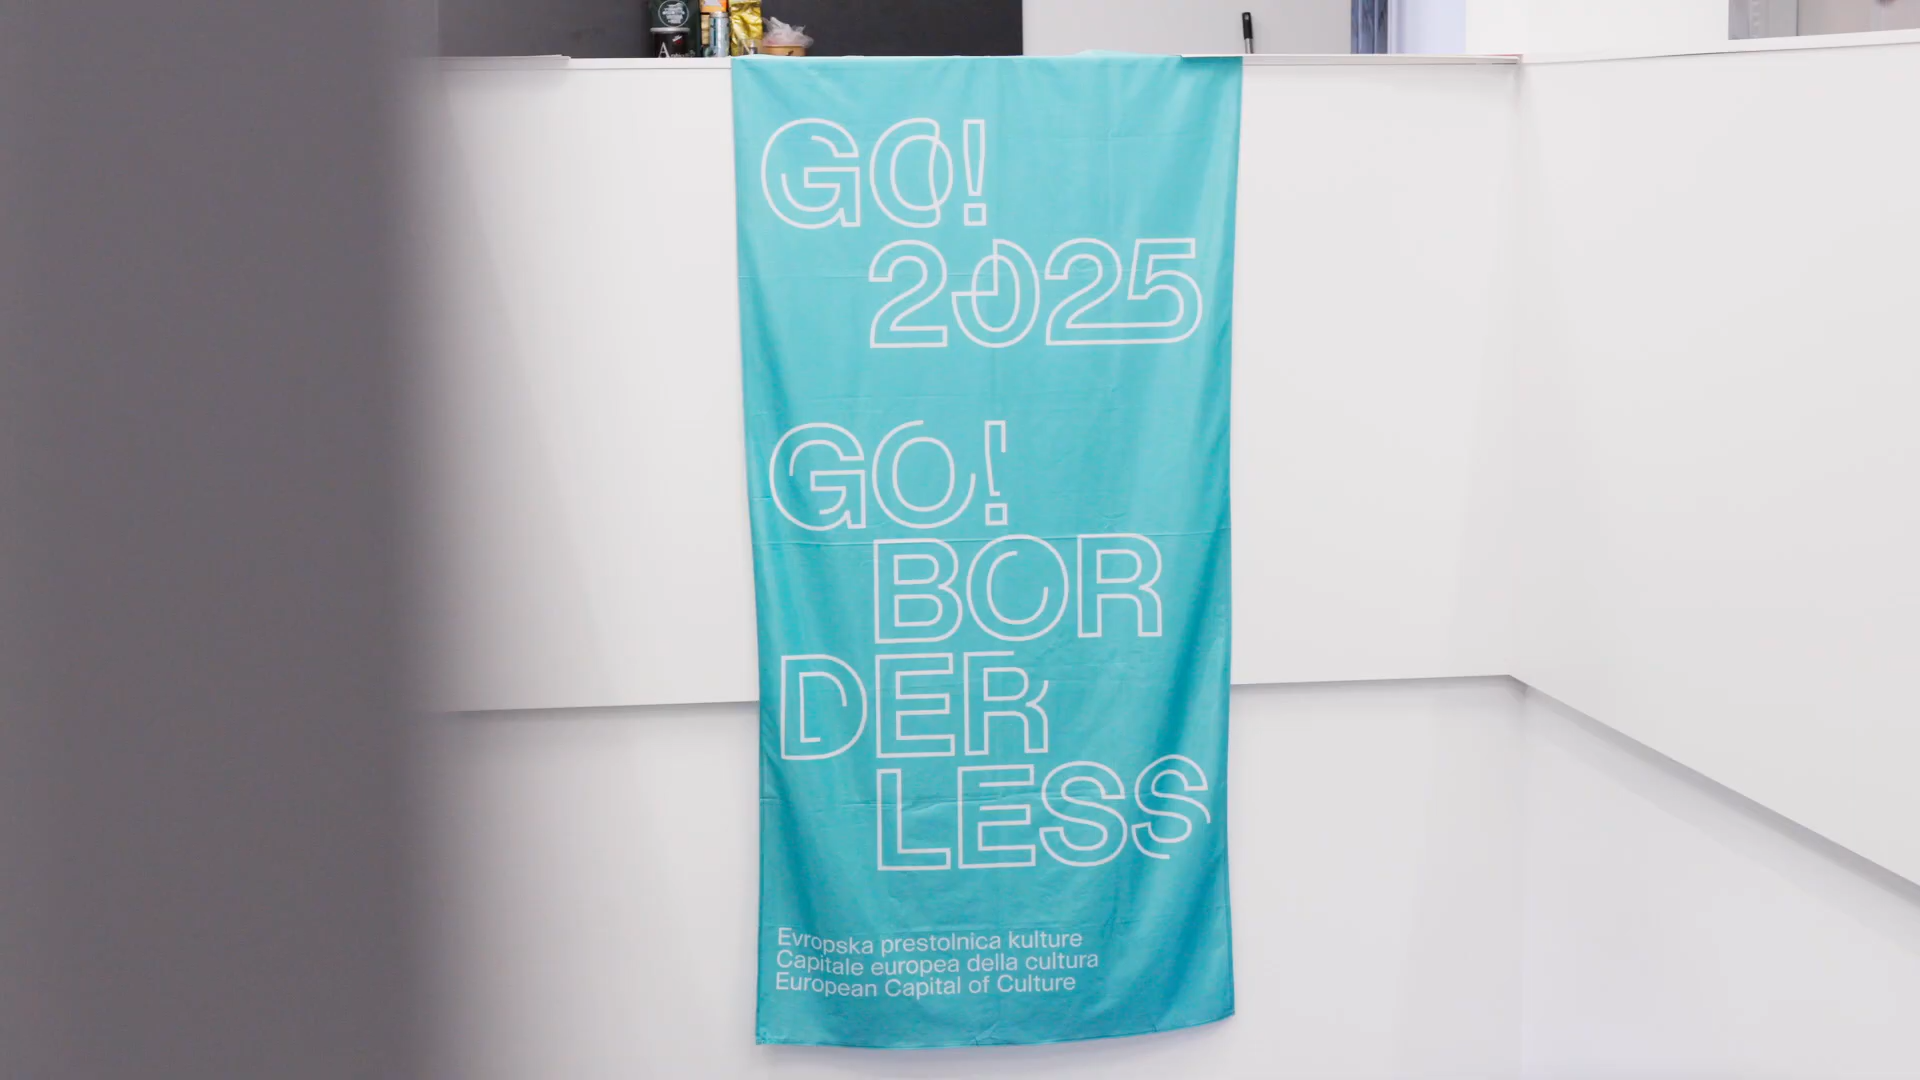 GO!
2025
GO!
BOR
DER
LESS
Evropska prestolnica kulture
Capitale europea della cultura
European Capital of Culture